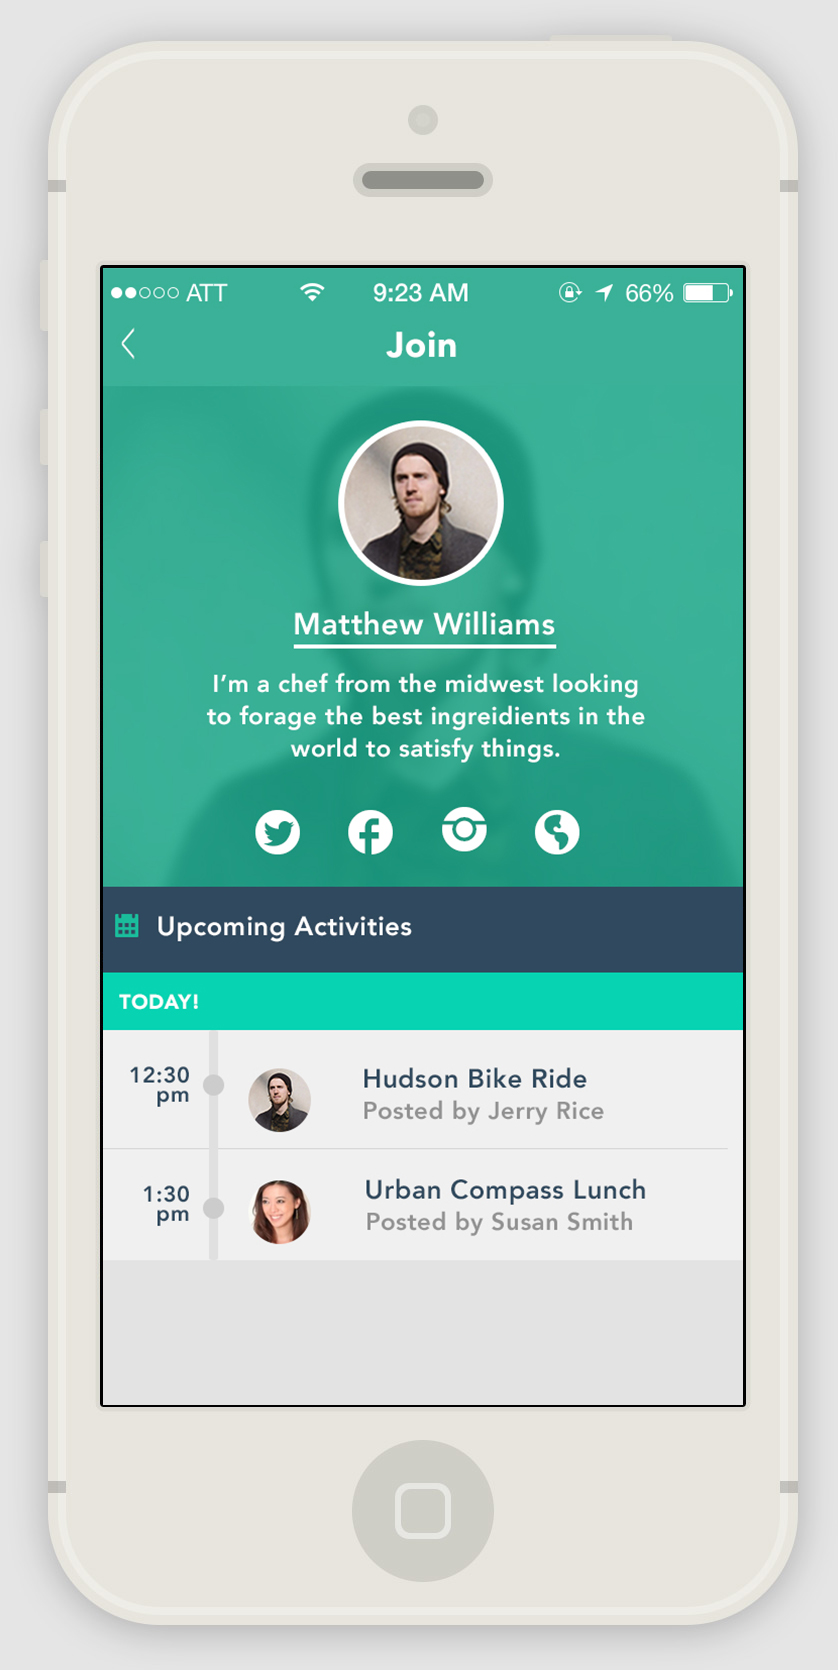 ATT 9:23 AM 66%
Join
Matthew Williams
I'm a chef from the midwest looking
to forage the best ingreidients in the
world to satisfy things.
Upcoming Activities
TODAY!
12:30
pm
Hudson Bike Ride
Posted by Jerry Rice
1:30
pm
Urban Compass Lunch
Posted by Susan Smith